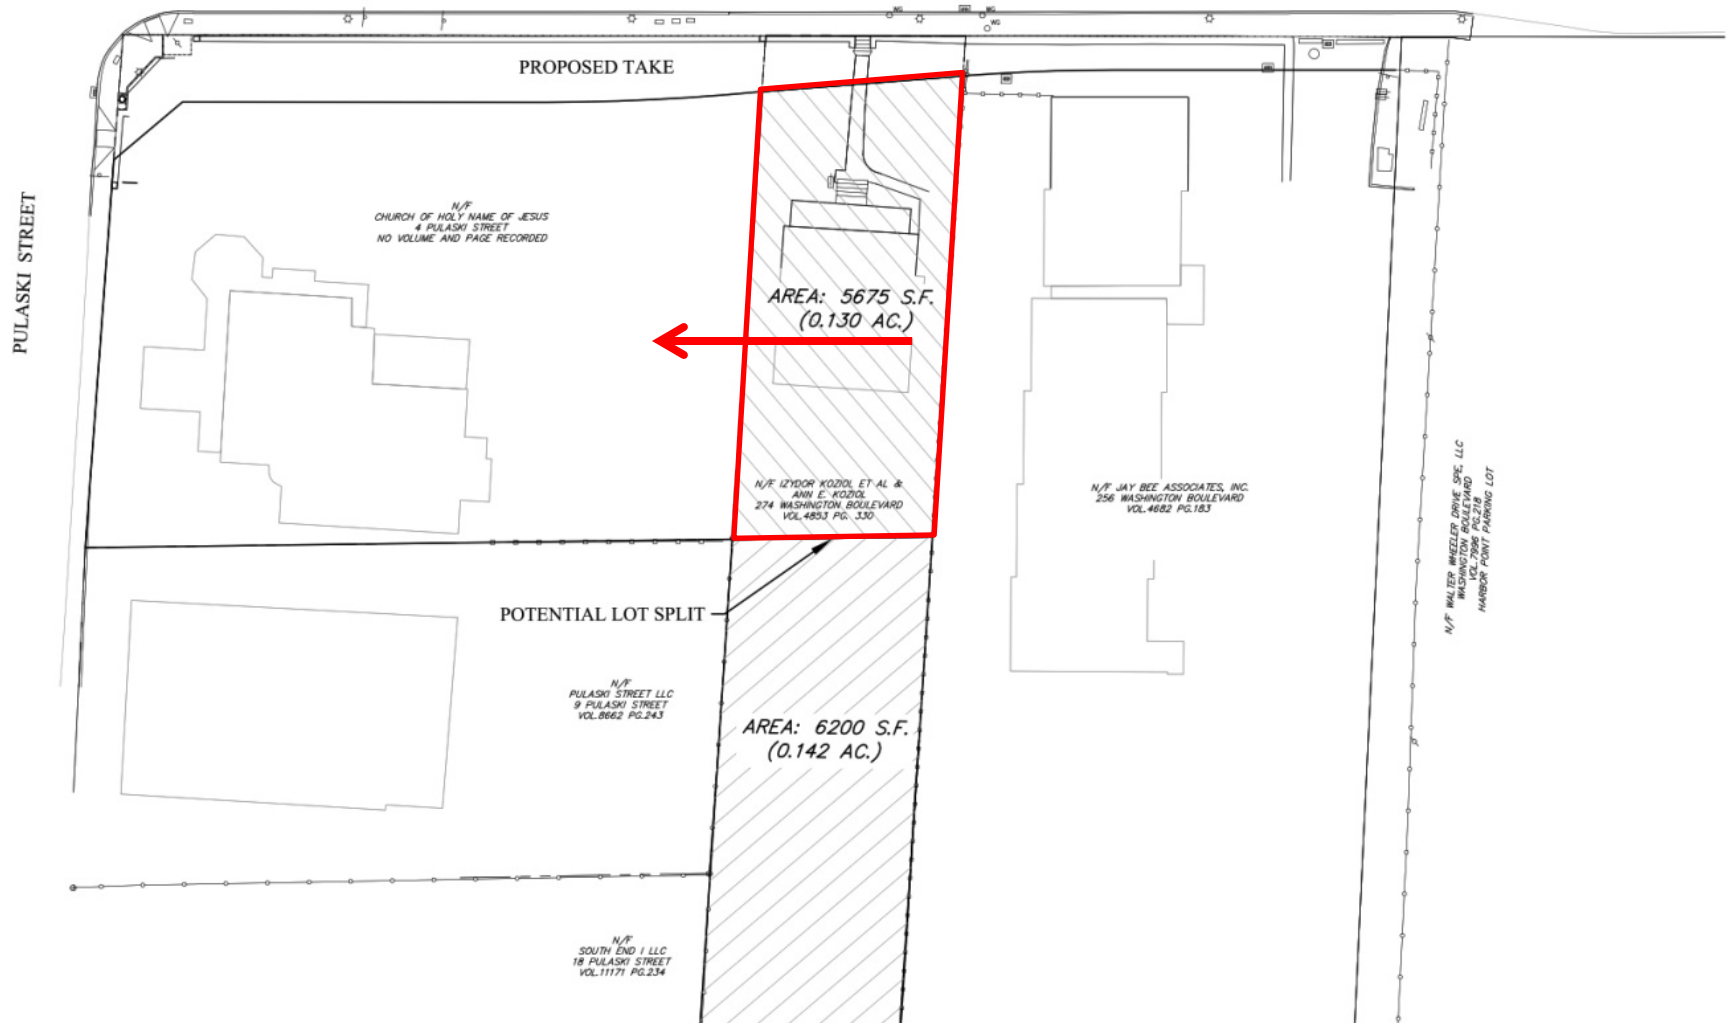 WG
WG
WG
PROPOSED TAKE
PULASKI STREET
N/F
CHURCH OF HOLY NAME OF JESUS
4 PULASKI STREET
NO VOLUME AND PAGE RECORDED
AREA: 5675 S.F.
(0.130 AC.)
N/F IZYDOR KOZIOL ET AL &
ANN E. KOZIOL
274 WASHINGTON BOULEVARD
VOL.4853 PG. 330
N/F JAY BEE ASSOCIATES, INC.
256 WASHINGTON BOULEVARD
VOL.4682 PG.183
N/F WALTER WHEELER DRIVE SPE, LLC
WASHINGTON BOULEVARD
VOL.7996 PG.218
HARBOR POINT PARKING LOT
POTENTIAL LOT SPLIT
N/F
PULASKI STREET LLC
9 PULASKI STREET
VOL.8662 PG.243
AREA: 6200 S.F.
(0.142 AC.)
N/F
SOUTH END I LLC
18 PULASKI STREET
VOL.11171 PG.234